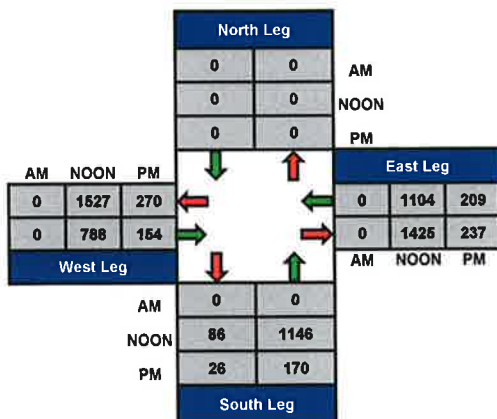 North Leg
0 0 AM
0 0 NOON
0 0 PM
AM NOON PM
East Leg
0 1527 270
0 1104 209
0 788 154
0 1425 237
West Leg
AM NOON PM
AM 0 0
NOON 86 1146
PM 26 170
South Leg